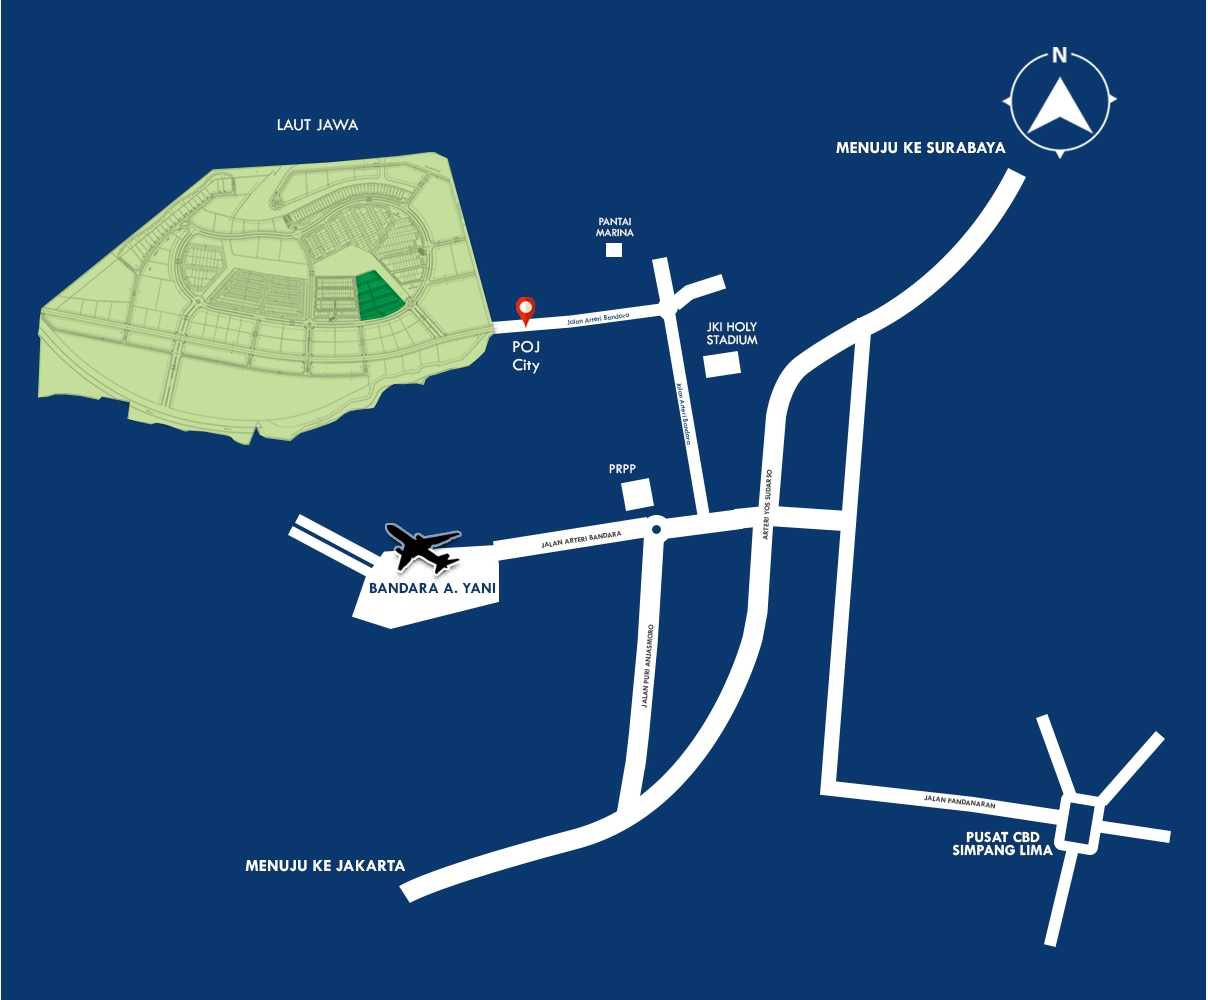 N
LAUT JAWA
MENUJU KE SURABAYA
PANTAI
MARINA
Jalan Arteri Bandara
JKI HOLY
STADIUM
POJ
City
Jalan Arteri Bandara
PRPP
ARTERI YOS SUDARSO
JALAN ARTERI BANDARA
BANDARA A. YANI
JALAN PURI ANJASMORO
JALAN PANDANARAN
PUSAT CBD
SIMPANG LIMA
MENUJU KE JAKARTA